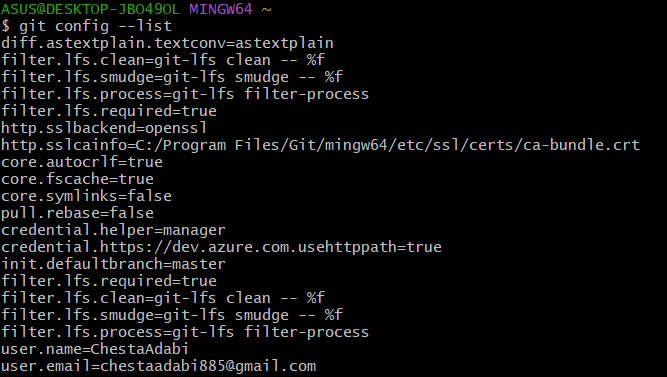 ASUS@DESKTOP-JBO49OL MINGW64 ~
$ git config --list
diff.astextplain.textconv=astextplain
filter.lfs.clean=git-lfs clean -- %f
filter.lfs.smudge=git-lfs smudge -- %f
filter.lfs.process=git-lfs filter-process
filter.lfs.required=true
http.sslbackend=openssl
http.sslcainfo=C:/Program Files/Git/mingw64/etc/ssl/certs/ca-bundle.crt
core.autocrlf=true
core.fscache=true
core.symlinks=false
pull.rebase=false
credential.helper=manager
credential.https://dev.azure.com.usehttppath=true
init.defaultbranch=master
filter.lfs.required=true
filter.lfs.clean=git-lfs clean -- %f
filter.lfs.smudge=git-lfs smudge -- %f
filter.lfs.process=git-lfs filter-process
user.name=ChestaAdabi
user.email=chestaadabi885@gmail.com